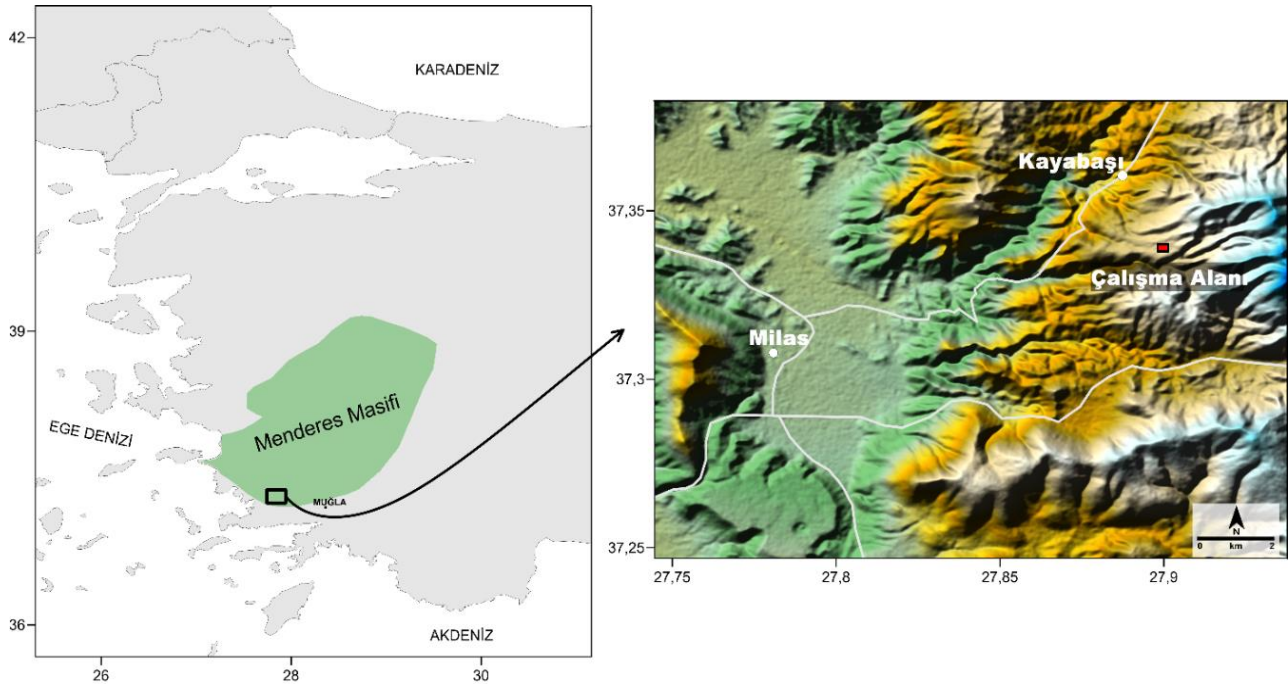 42
39
36
26
28
30
KARADENİZ
EGE DENİZİ
Menderes Masifi
MUĞLA
AKDENİZ
37,35
37,3
37,25
27,75
27,8
27,85
27,9
Kayabaşı
Çalışma Alanı
Milas
N
0 2
km